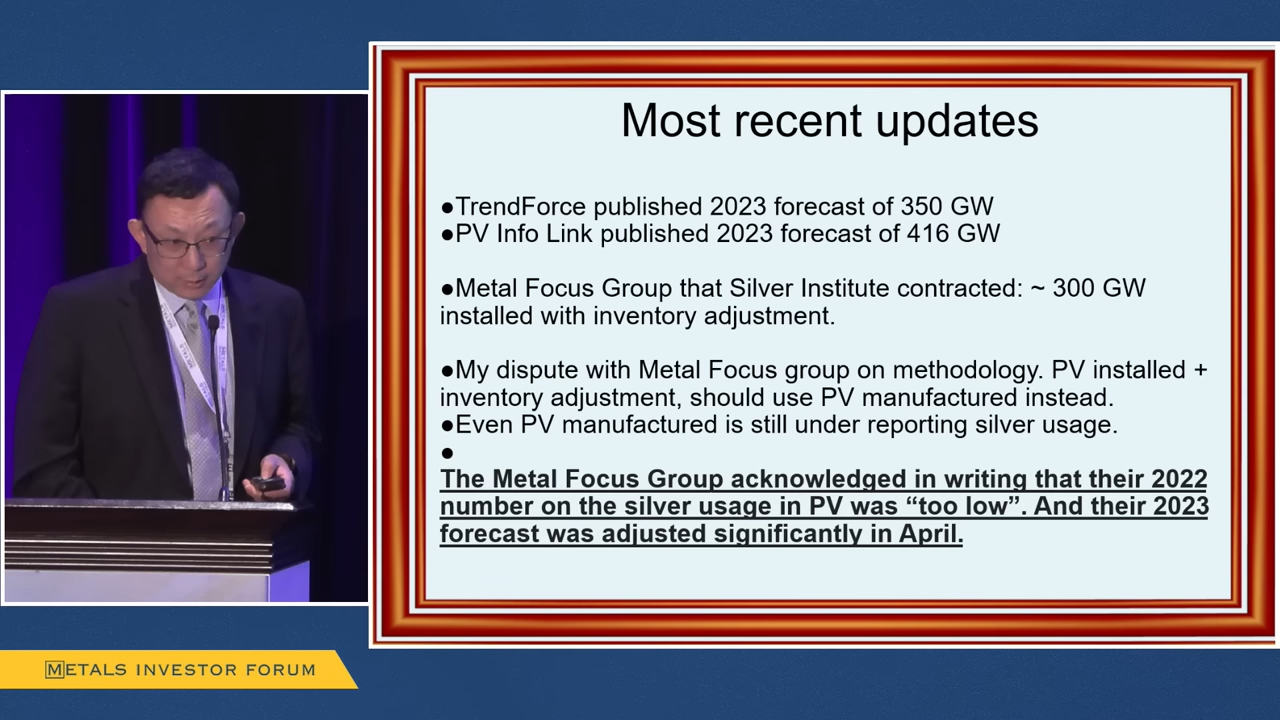 Most recent updates
●TrendForce published 2023 forecast of 350 GW
●PV Info Link published 2023 forecast of 416 GW
●Metal Focus Group that Silver Institute contracted: ~ 300 GW
installed with inventory adjustment.
●My dispute with Metal Focus group on methodology. PV installed +
inventory adjustment, should use PV manufactured instead.
●Even PV manufactured is still under reporting silver usage.
●
The Metal Focus Group acknowledged in writing that their 2022
number on the silver usage in PV was “too low”. And their 2023
forecast was adjusted significantly in April.
METALS INVESTOR FORUM